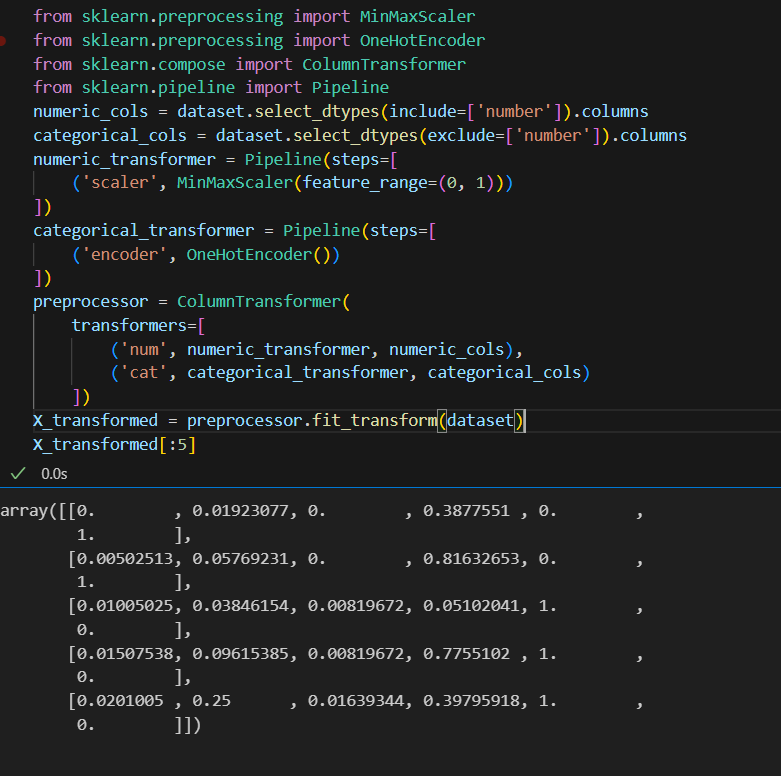 from sklearn.preprocessing import MinMaxScaler
from sklearn.preprocessing import OneHotEncoder
from sklearn.compose import ColumnTransformer
from sklearn.pipeline import Pipeline
numeric_cols = dataset.select_dtypes(include=['number']).columns
categorical_cols = dataset.select_dtypes(exclude=['number']).columns
numeric_transformer = Pipeline(steps=[
    ('scaler', MinMaxScaler(feature_range=(0, 1)))
])
categorical_transformer = Pipeline(steps=[
    ('encoder', OneHotEncoder())
])
preprocessor = ColumnTransformer(
    transformers=[
        ('num', numeric_transformer, numeric_cols),
        ('cat', categorical_transformer, categorical_cols)
    ])
X_transformed = preprocessor.fit_transform(dataset)
X_transformed[:5]
0.0s
array([[0.        , 0.01923077, 0.        , 0.3877551 , 0.        ,
        1.        ],
       [0.00502513, 0.05769231, 0.        , 0.81632653, 0.        ,
        1.        ],
       [0.01005025, 0.03846154, 0.00819672, 0.05102041, 1.        ,
        0.        ],
       [0.01507538, 0.09615385, 0.00819672, 0.7755102 , 1.        ,
        0.        ],
       [0.0201005 , 0.25      , 0.01639344, 0.39795918, 1.        ,
        0.        ]])